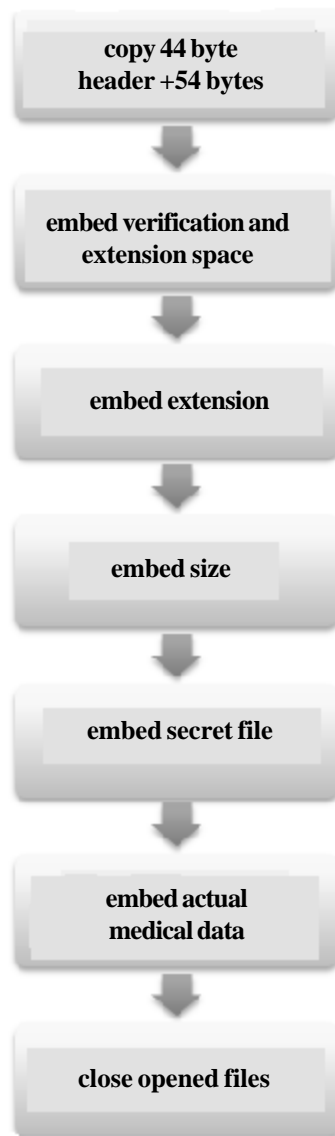 copy 44 byte
header +54 bytes
embed verification and
extension space
embed extension
embed size
embed secret file
embed actual
medical data
close opened files